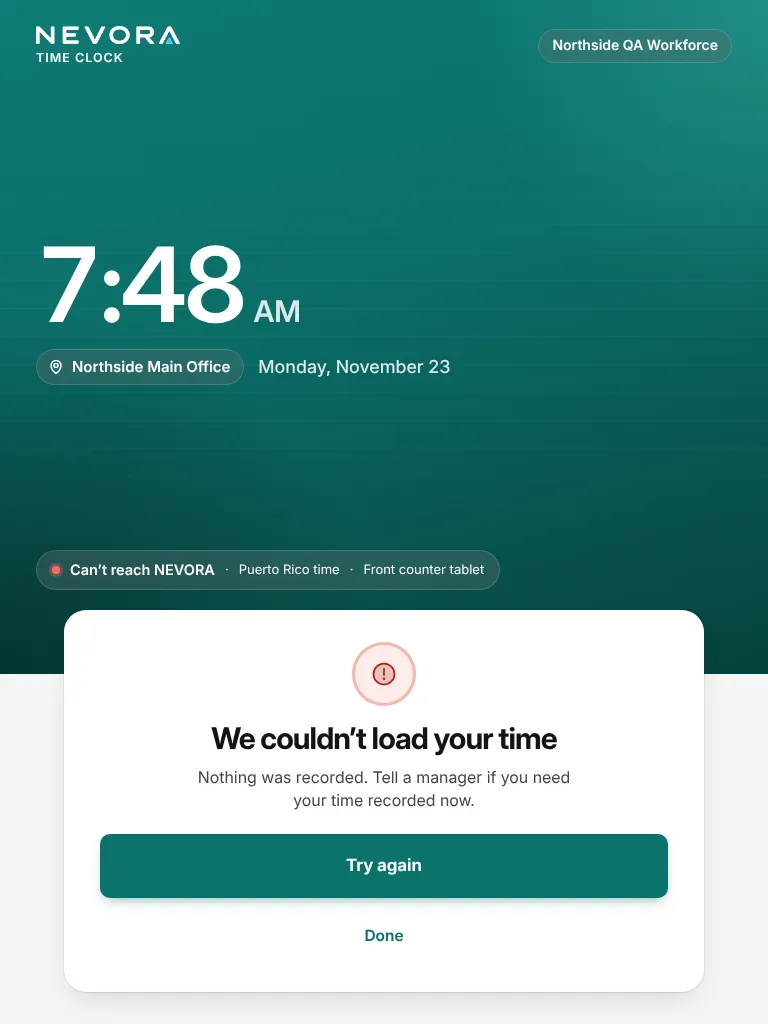 NEVORA
TIME CLOCK
Northside QA Workforce
7:48 AM
Northside Main Office
Monday, November 23
Can’t reach NEVORA · Puerto Rico time · Front counter tablet
We couldn’t load your time
Nothing was recorded. Tell a manager if you need
your time recorded now.
Try again
Done